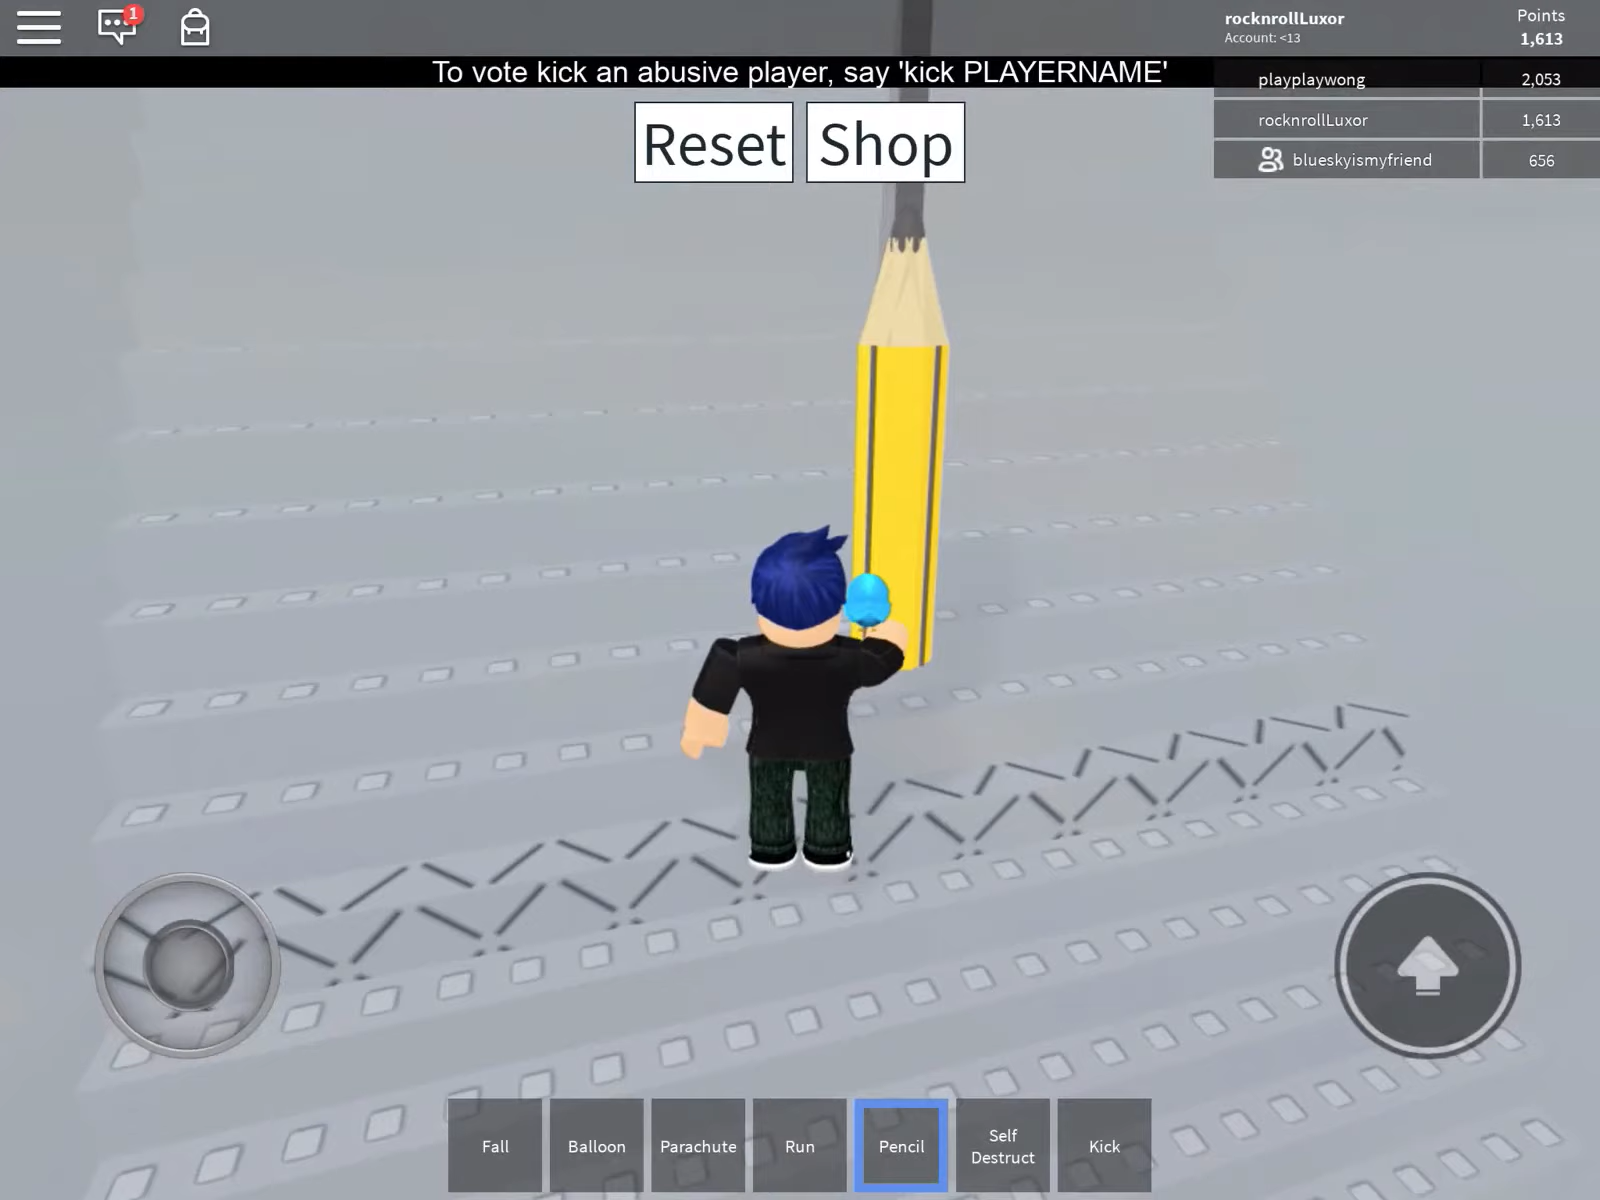 1
rocknrollLuxor
Account: <13
Points
1,613
To vote kick an abusive player, say 'kick PLAYERNAME'
playplaywong 2,053
rocknrollLuxor 1,613
blueskyismyfriend 656
Reset Shop
Fall Balloon Parachute Run Pencil Self Destruct Kick